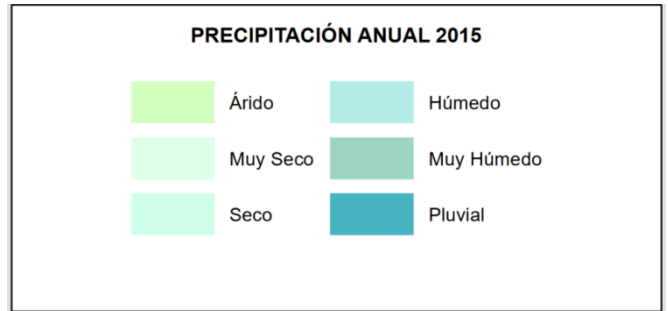 PRECIPITACIÓN ANUAL 2015
Árido
Húmedo
Muy Seco
Muy Húmedo
Seco
Pluvial